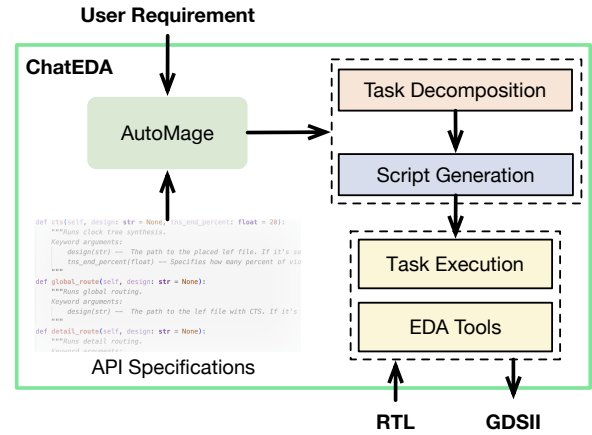 User Requirement
ChatEDA
AutoMage
Task Decomposition
Script Generation
def cts(self, design: str = None, tns_end_percent: float = 20):
"""Runs clock tree synthesis.
Keyword arguments:
design(str) -- The path to the placed lef file. If it's se
tns_end_percent(float) -- Specifies how many percent of vio
"""
def global_route(self, design: str = None):
"""Runs global routing.
Keyword arguments:
design(str) -- The path to the lef file with CTS. If it's
"""
def detail_route(self, design: str = None):
"""Runs detail routing.
Keyword arguments:
API Specifications
Task Execution
EDA Tools
RTL
GDSII